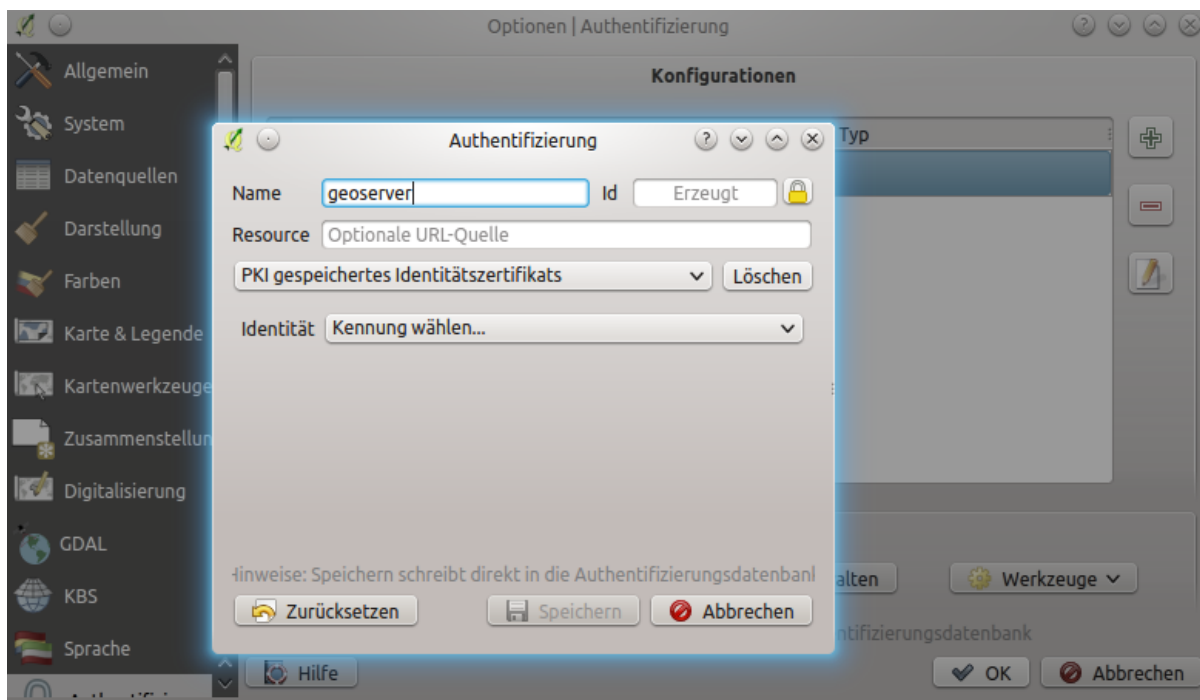 Optionen | Authentifizierung
Allgemein
System
Datenquellen
Darstellung
Farben
Karte & Legende
Kartenwerkzeuge
Zusammenstellun
Digitalisierung
GDAL
KBS
Sprache
Konfigurationen
Typ
Authentifizierung
Name geoserver Id Erzeugt
Resource Optionale URL-Quelle
PKI gespeichertes Identitätszertifikats Löschen
Identität Kennung wählen...
Hinweise: Speichern schreibt direkt in die Authentifizierungsdatenbank
Zurücksetzen Speichern Abbrechen
alten Werkzeuge
ntifizierungsdatenbank
Hilfe OK Abbrechen